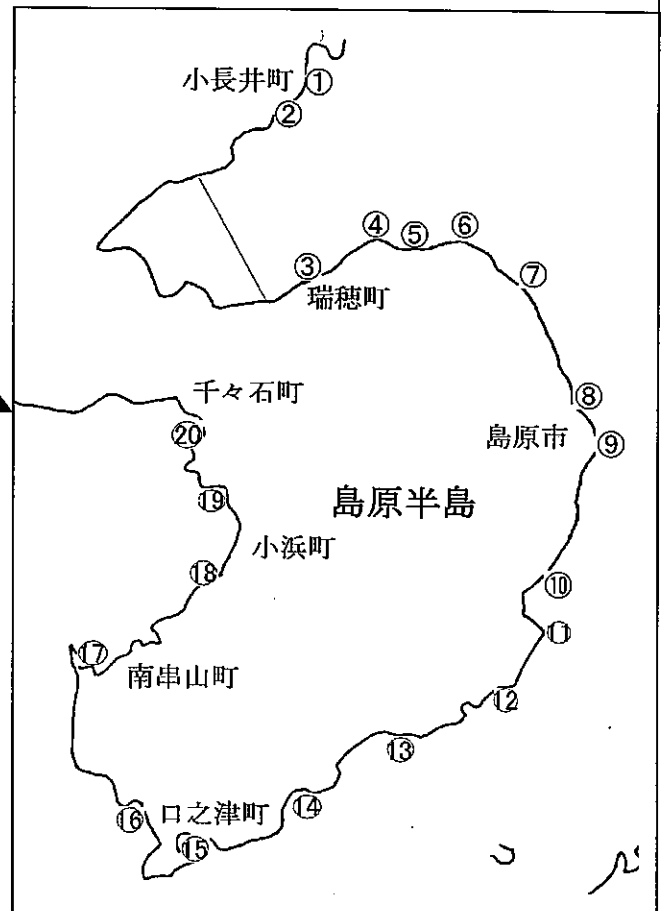 小長井町 ①
②
④ ⑤ ⑥
③
瑞穂町
⑦
千々石町
⑧
⑳
島原市 ⑨
⑲
島原半島
小浜町
⑱
⑩
⑪
⑰
南串山町
⑫
⑬
⑭
⑯ 口之津町
⑮